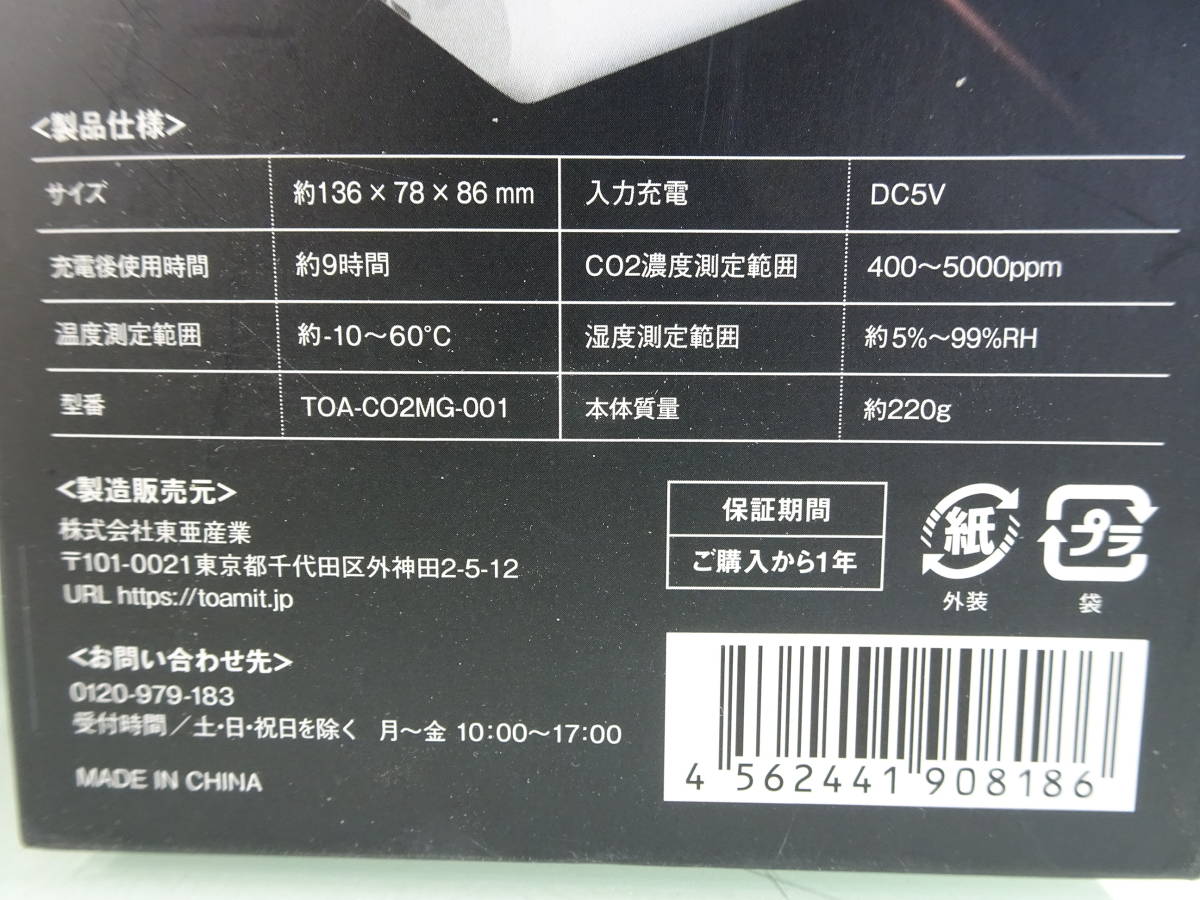 <製品仕様>
サイズ 約136 × 78 × 86 mm 入力充電 DC5V
充電後使用時間 約9時間 CO2濃度測定範囲 400～5000ppm
温度測定範囲 約-10～60℃ 湿度測定範囲 約5%～99%RH
型番 TOA-CO2MG-001 本体質量 約220g
<製造販売元>
株式会社東亜産業
〒101-0021東京都千代田区外神田2-5-12
URL https://toamit.jp
<お問い合わせ先>
0120-979-183
受付時間／土・日・祝日を除く 月～金 10：00～17：00
MADE IN CHINA
保証期間
ご購入から1年
紙
外装
プラ
袋
4 562441 908186